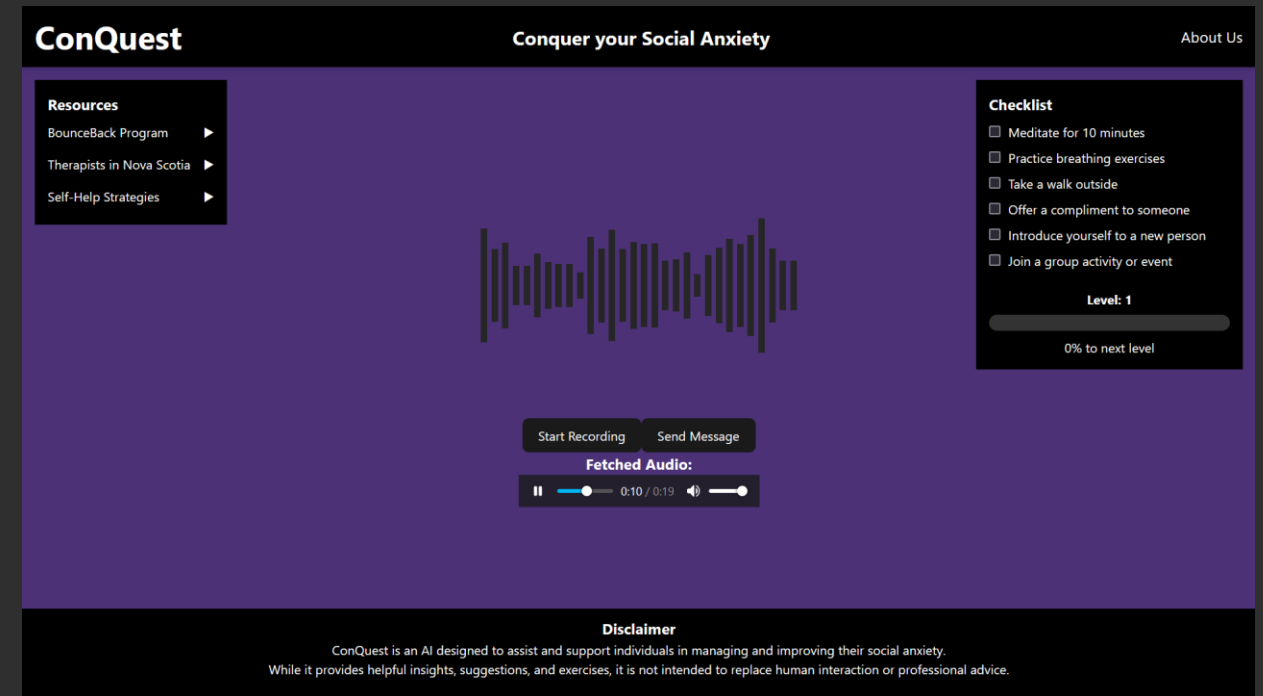 ConQuest
Conquer your Social Anxiety
About Us
Resources
BounceBack Program
Therapists in Nova Scotia
Self-Help Strategies
Checklist
Meditate for 10 minutes
Practice breathing exercises
Take a walk outside
Offer a compliment to someone
Introduce yourself to a new person
Join a group activity or event
Level: 1
0% to next level
Start Recording
Send Message
Fetched Audio:
0:10 / 0:19
Disclaimer
ConQuest is an AI designed to assist and support individuals in managing and improving their social anxiety.
While it provides helpful insights, suggestions, and exercises, it is not intended to replace human interaction or professional advice.